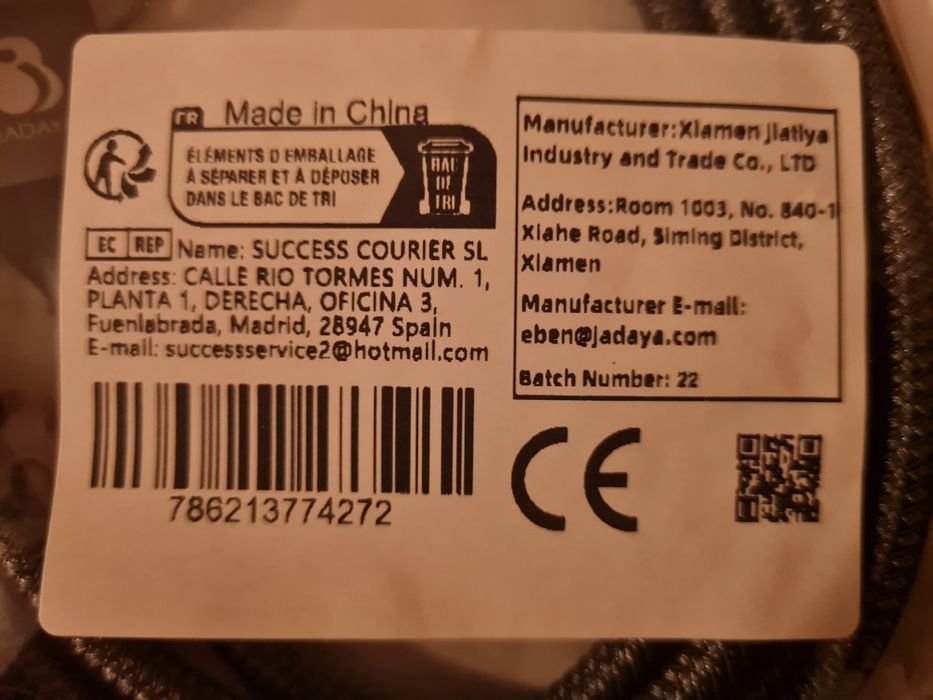 FR Made in China
ÉLÉMENTS D EMBALLAGE
À SÉPARER ET À DÉPOSER
DANS LE BAC DE TRI
BAC
DE
TRI
EC REP Name: SUCCESS COURIER SL
Address: CALLE RIO TORMES NUM. 1,
PLANTA 1, DERECHA, OFICINA 3,
Fuenlabrada, Madrid, 28947 Spain
E-mail: successservice2@hotmail.com
786213774272
Manufacturer:Xiamen Jiatiya
Industry and Trade Co., LTD
Address:Room 1003, No. 840-1
Xiahe Road, Siming District,
Xiamen
Manufacturer E-mail:
eben@jadaya.com
Batch Number: 22
CE